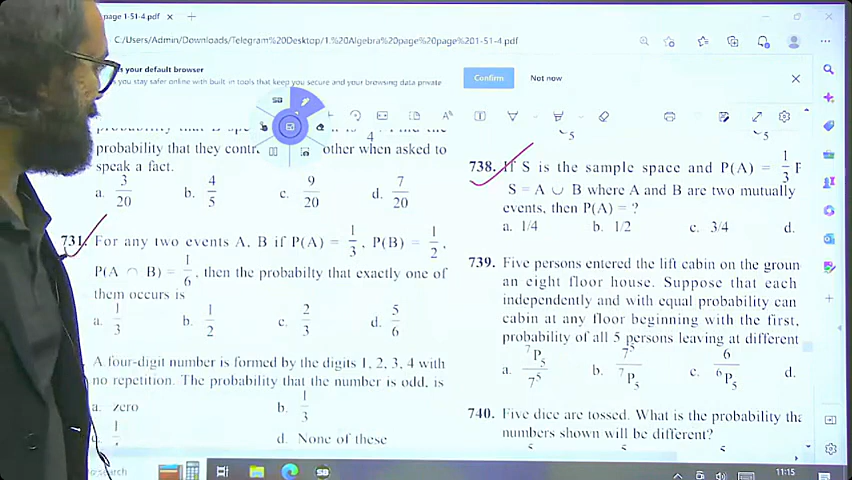 page 1-51-4.pdf
C:/Users/Admin/Downloads/Telegram%20Desktop/1.%20Algebra%20page%20page%201-51-4.pdf
s your default browser
s you stay safer online with built-in tools that keep you secure and your browsing data private
Confirm
Not now
4
probability that they other when asked to
speak a fact.
a. 3/20 b. 4/5 c. 9/20 d. 7/20
731. For any two events A, B if P(A) = 1/3, P(B) = 1/2,
P(A ∩ B) = 1/6, then the probabilty that exactly one of
them occurs is
a. 1/3 b. 1/2 c. 2/3 d. 5/6
A four-digit number is formed by the digits 1, 2, 3, 4 with
no repetition. The probability that the number is odd, is
a. zero b. 1/3
d. None of these
5 5
738. If S is the sample space and P(A) = 1/3
S = A ∪ B where A and B are two mutually
events, then P(A) = ?
a. 1/4 b. 1/2 c. 3/4 d.
739. Five persons entered the lift cabin on the groun
an eight floor house. Suppose that each
independently and with equal probability can
cabin at any floor beginning with the first,
probability of all 5 persons leaving at different
a. ⁷P₅/7⁵ b. 7⁵/⁷P₅ c. 6/⁶P₅ d.
740. Five dice are tossed. What is the probability tha
numbers shown will be different?
5 5 5
search
SB
11:15